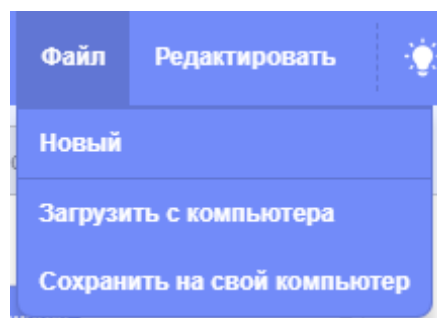 Файл Редактировать
Новый
Загрузить с компьютера
Сохранить на свой компьютер